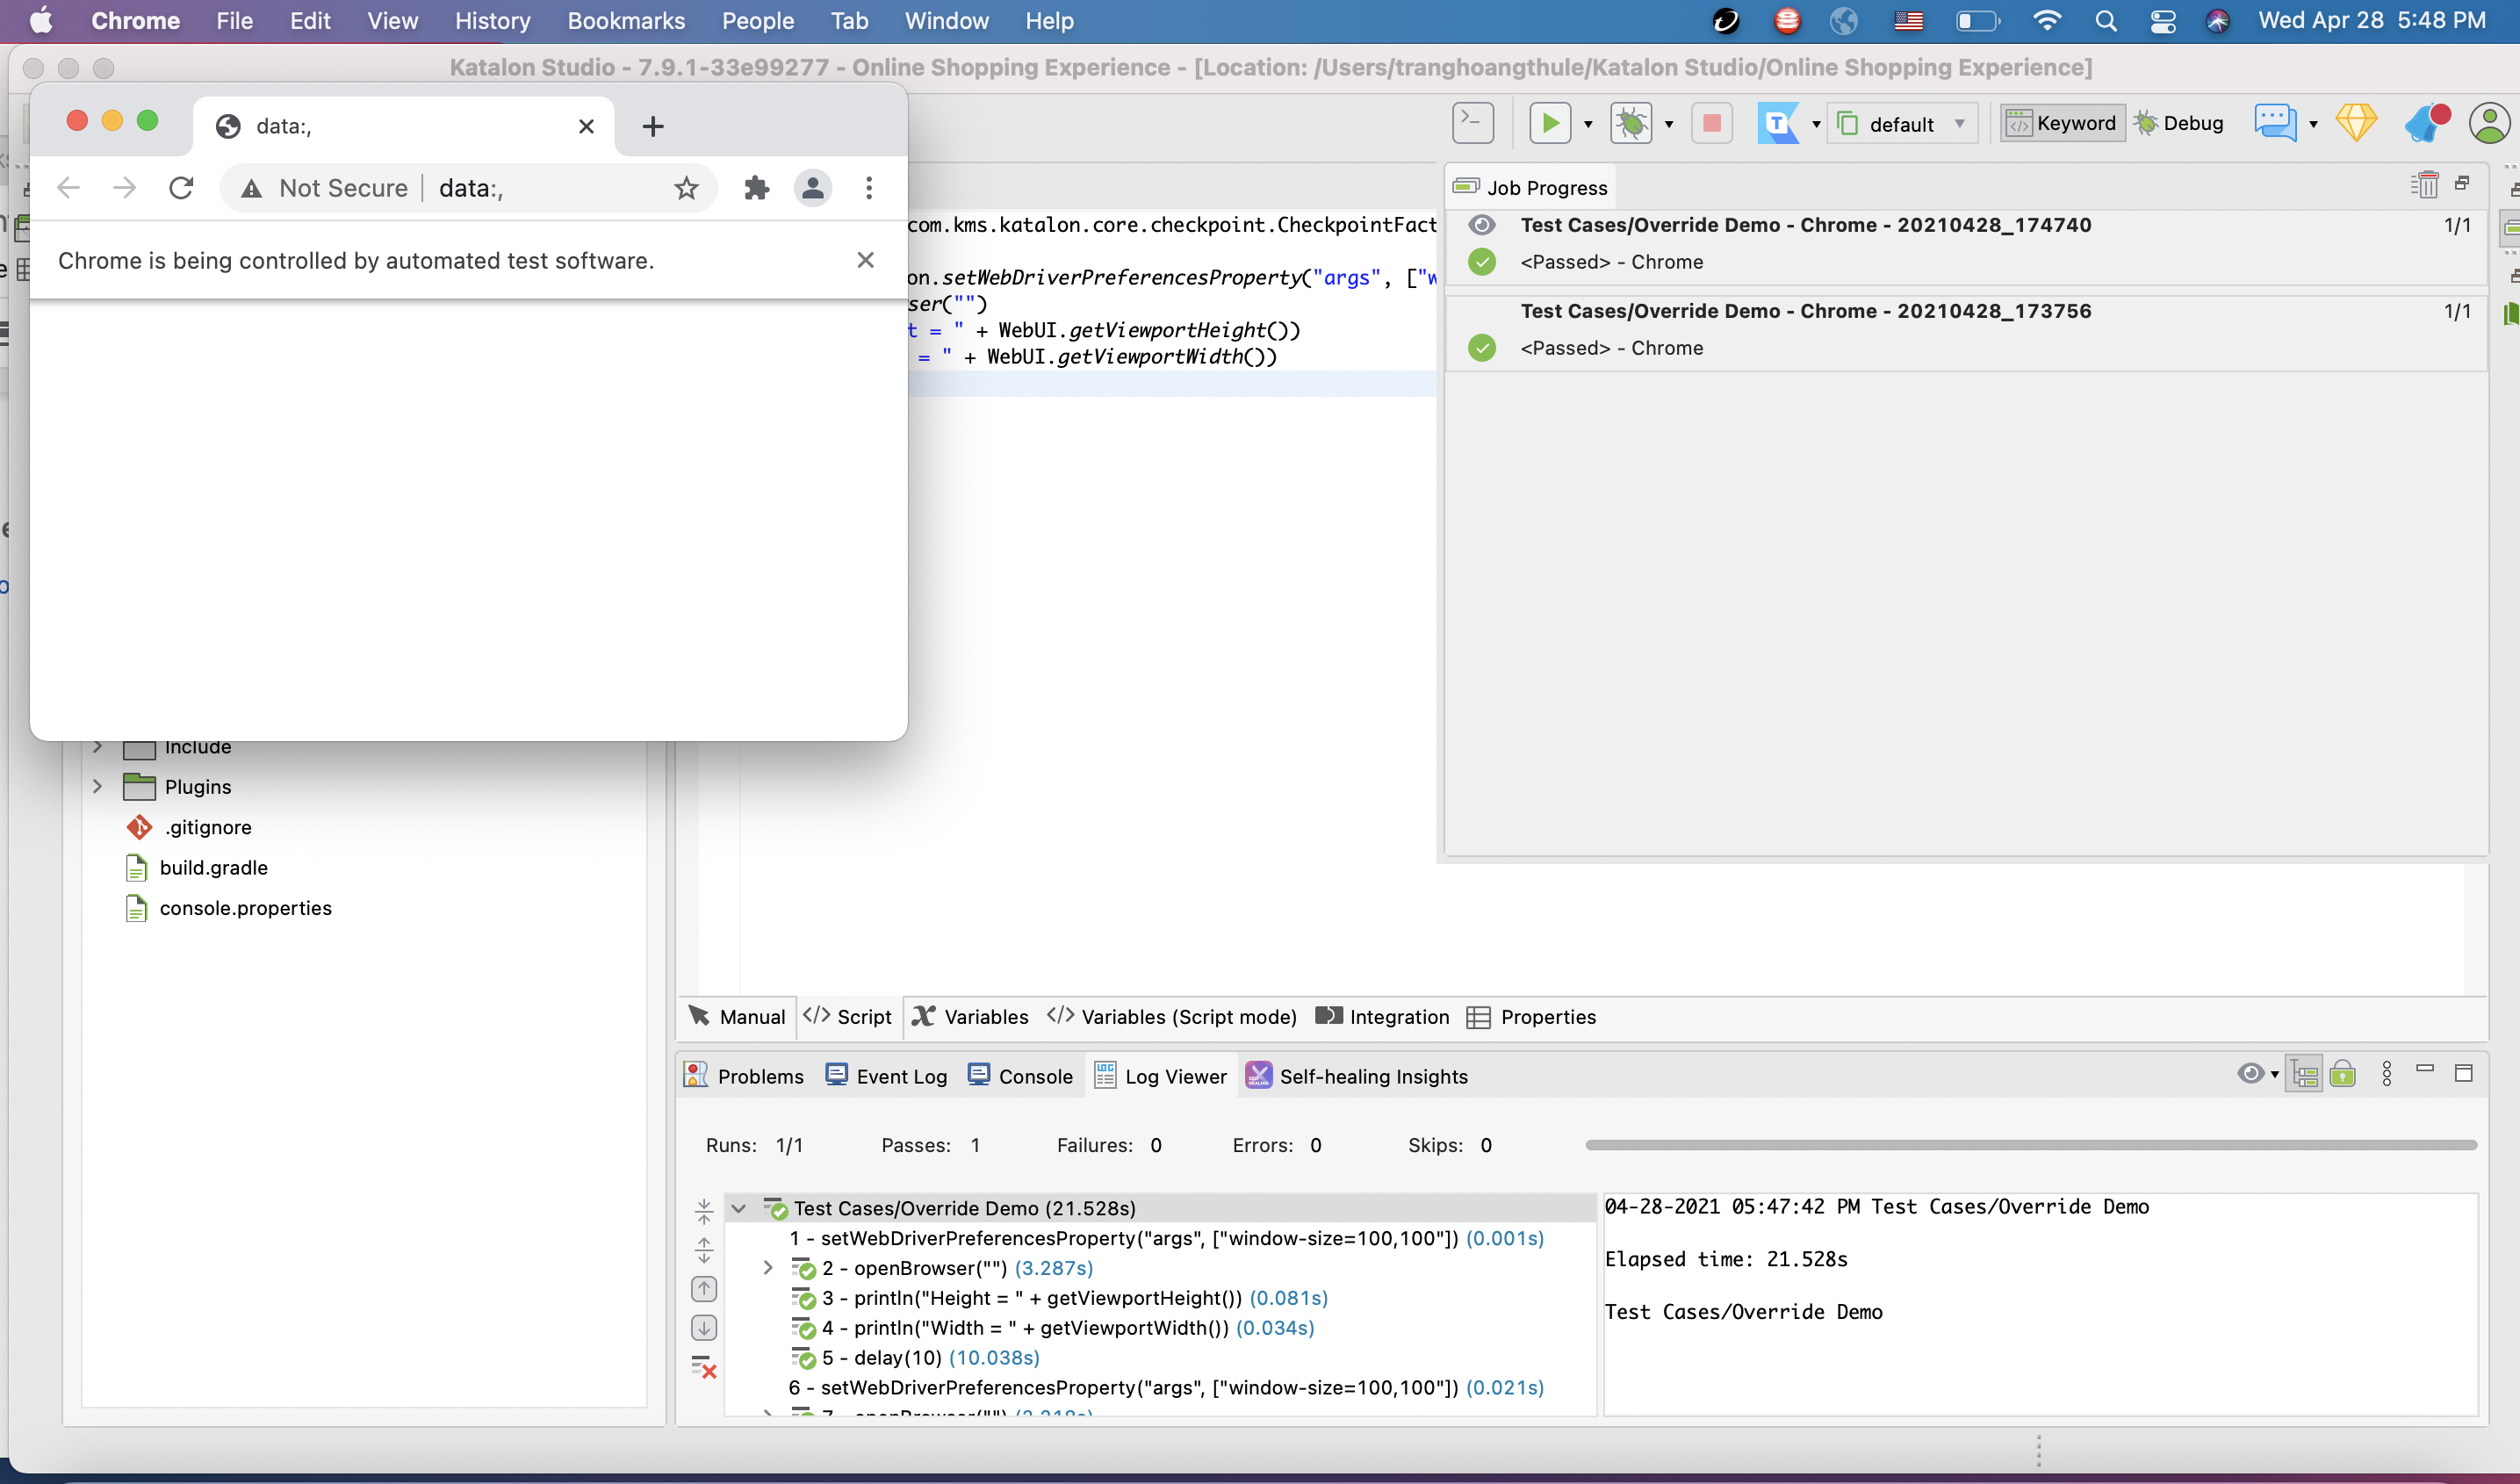 Chrome File Edit View History Bookmarks People Tab Window Help Wed Apr 28 5:48 PM
Katalon Studio - 7.9.1-33e99277 - Online Shopping Experience - [Location: /Users/tranghoangthule/Katalon Studio/Online Shopping Experience]
data:,
default Keyword Debug
Not Secure data:,
Chrome is being controlled by automated test software.
com.kms.katalon.core.checkpoint.CheckpointFact
on.setWebDriverPreferencesProperty("args", ["w
ser("")
t = " + WebUI.getViewportHeight())
= " + WebUI.getViewportWidth())
Job Progress
Test Cases/Override Demo - Chrome - 20210428_174740 1/1
<Passed> - Chrome
Test Cases/Override Demo - Chrome - 20210428_173756 1/1
<Passed> - Chrome
Include
Plugins
.gitignore
build.gradle
console.properties
Manual </> Script Variables </> Variables (Script mode) Integration Properties
Problems Event Log Console Log Viewer Self-healing Insights
Runs: 1/1 Passes: 1 Failures: 0 Errors: 0 Skips: 0
Test Cases/Override Demo (21.528s)
1 - setWebDriverPreferencesProperty("args", ["window-size=100,100"]) (0.001s)
2 - openBrowser("") (3.287s)
3 - println("Height = " + getViewportHeight()) (0.081s)
4 - println("Width = " + getViewportWidth()) (0.034s)
5 - delay(10) (10.038s)
6 - setWebDriverPreferencesProperty("args", ["window-size=100,100"]) (0.021s)
04-28-2021 05:47:42 PM Test Cases/Override Demo
Elapsed time: 21.528s
Test Cases/Override Demo